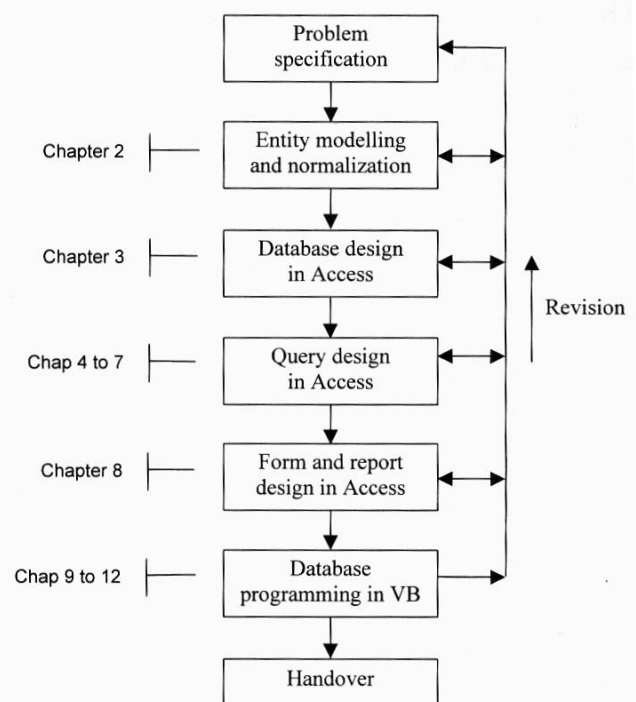 Problem
specification
Chapter 2
Entity modelling
and normalization
Chapter 3
Database design
in Access
Revision
Chap 4 to 7
Query design
in Access
Chapter 8
Form and report
design in Access
Chap 9 to 12
Database
programming in VB
Handover